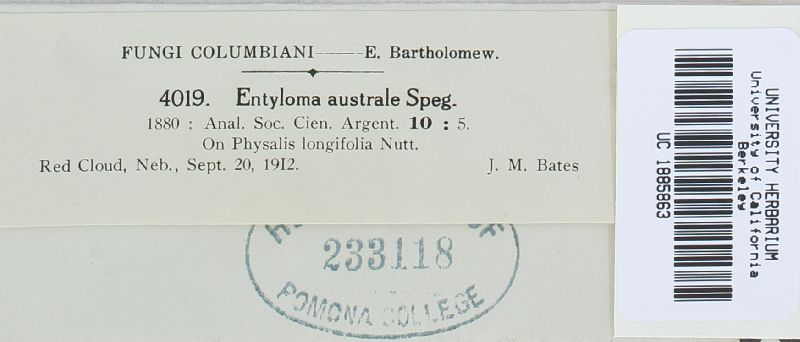 FUNGI COLUMBIANI——E. Bartholomew.
4019. Entyloma australe Speg.
1880 : Anal. Soc. Cien. Argent. 10 : 5.
On Physalis longifolia Nutt.
Red Cloud, Neb., Sept. 20, 1912. J. M. Bates
233118
POMONA COLLEGE
UNIVERSITY HERBARIUM
University of California
Berkeley
UC 1885863